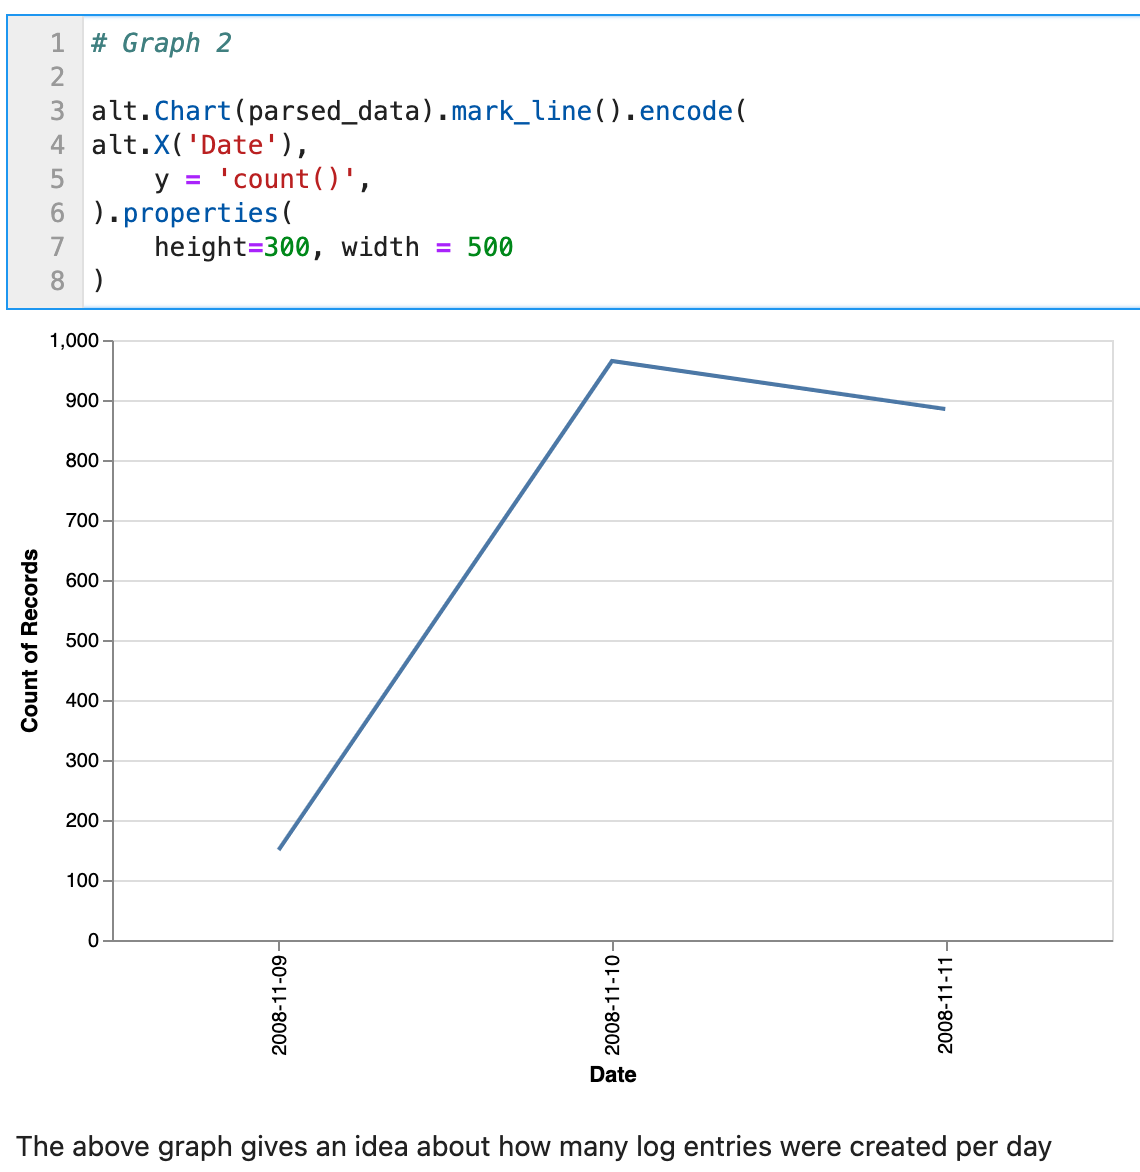 1 # Graph 2
2
3 alt.Chart(parsed_data).mark_line().encode(
4 alt.X('Date'),
5     y = 'count()',
6 ).properties(
7     height=300, width = 500
8 )
1,000
900
800
700
600
500
400
300
200
100
0
Count of Records
2008-11-09
2008-11-10
2008-11-11
Date
The above graph gives an idea about how many log entries were created per day